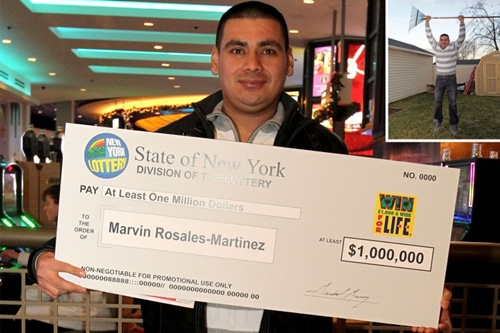 NEW YORK
LOTTERY
State of New York
DIVISION OF THE LOTTERY
NO. 0000
PAY At Least One Million Dollars
TO THE
ORDER
OF
Marvin Rosales-Martinez
WIN
$1,000 A WEEK
FOR
LIFE
AT LEAST
$1,000,000
NON-NEGOTIABLE FOR PROMOTIONAL USE ONLY